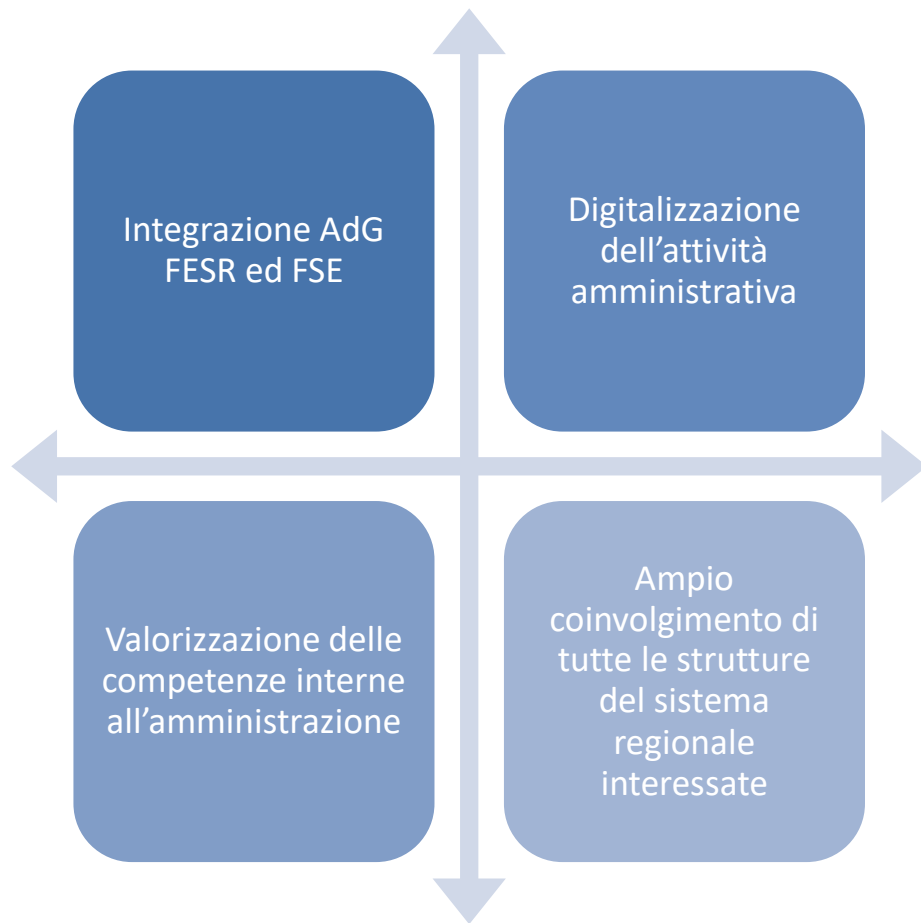 Integrazione AdG
FESR ed FSE
Digitalizzazione
dell’attività
amministrativa
Valorizzazione delle
competenze interne
all’amministrazione
Ampio
coinvolgimento di
tutte le strutture
del sistema
regionale
interessate